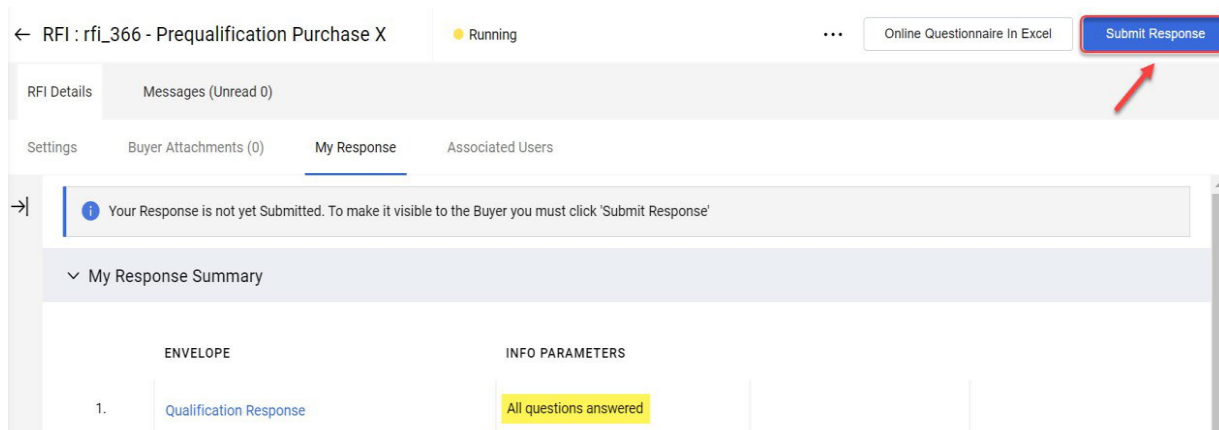 RFI : rfi_366 - Prequalification Purchase X
Running
Online Questionnaire In Excel
Submit Response
RFI Details
Messages (Unread 0)
Settings
Buyer Attachments (0)
My Response
Associated Users
Your Response is not yet Submitted. To make it visible to the Buyer you must click 'Submit Response'
My Response Summary
ENVELOPE
INFO PARAMETERS
1.
Qualification Response
All questions answered